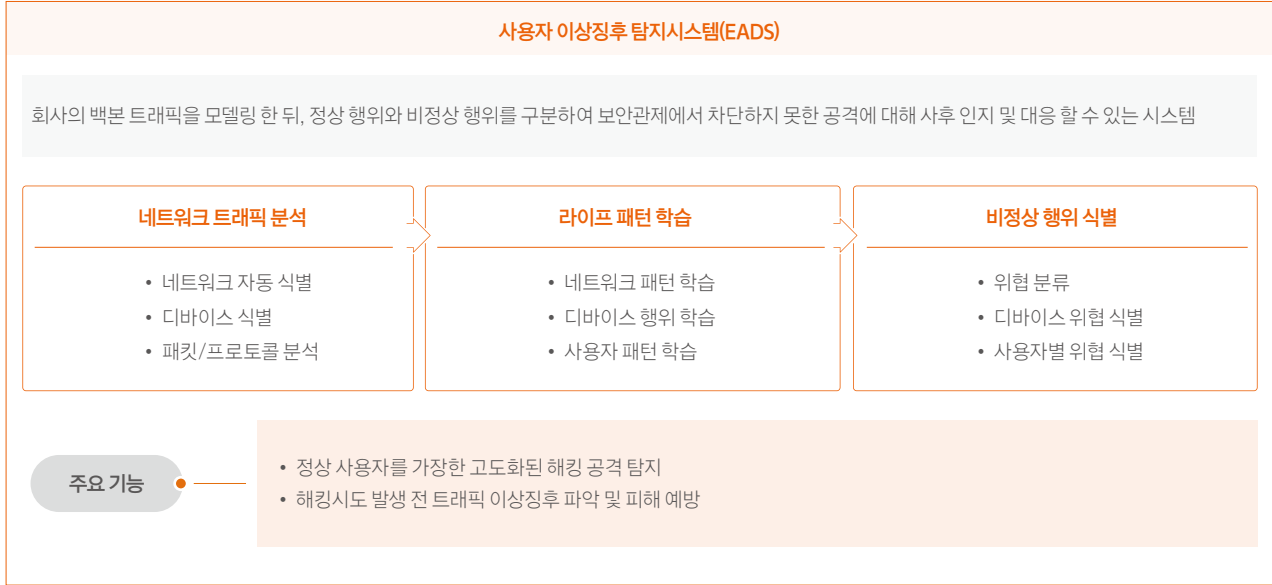 사용자 이상징후 탐지시스템(EADS)
회사의 백본 트래픽을 모델링 한 뒤, 정상 행위와 비정상 행위를 구분하여 보안관제에서 차단하지 못한 공격에 대해 사후 인지 및 대응 할 수 있는 시스템
네트워크 트래픽 분석
• 네트워크 자동 식별
• 디바이스 식별
• 패킷/프로토콜 분석
라이프 패턴 학습
• 네트워크 패턴 학습
• 디바이스 행위 학습
• 사용자 패턴 학습
비정상 행위 식별
• 위협 분류
• 디바이스 위협 식별
• 사용자별 위협 식별
주요 기능
• 정상 사용자를 가장한 고도화된 해킹 공격 탐지
• 해킹시도 발생 전 트래픽 이상징후 파악 및 피해 예방